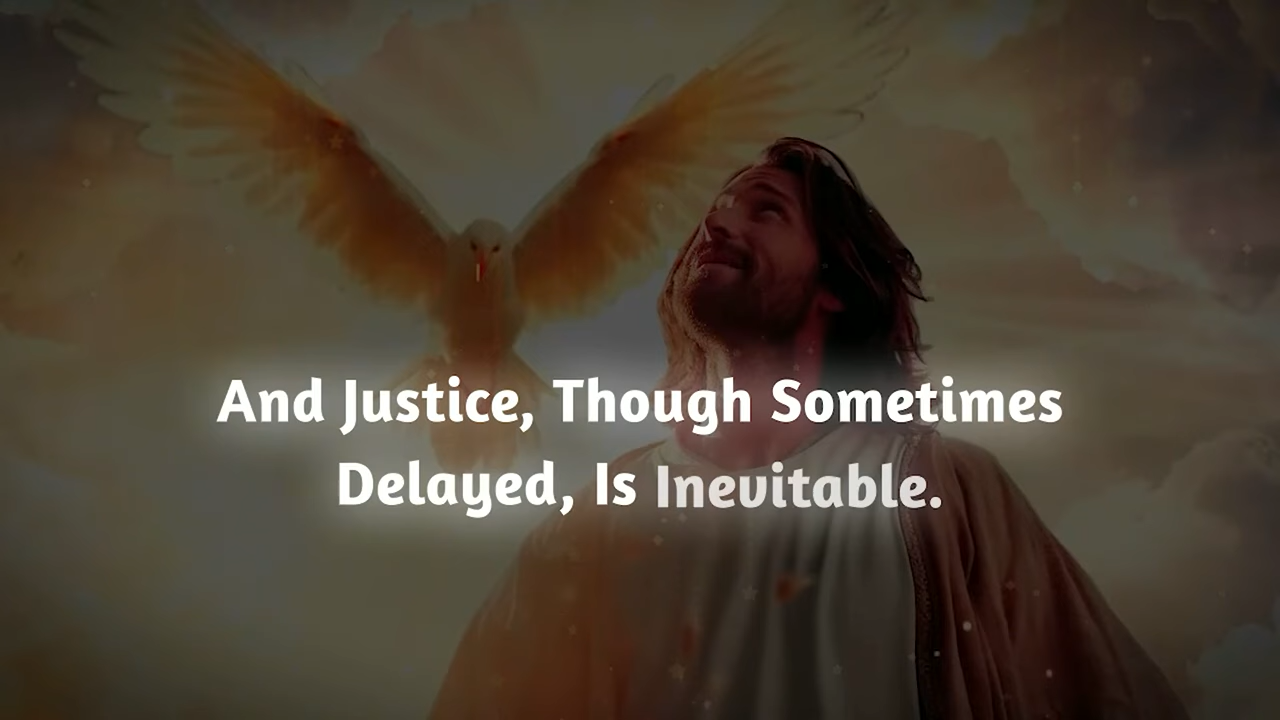 And Justice, Though Sometimes
Delayed, Is Inevitable.